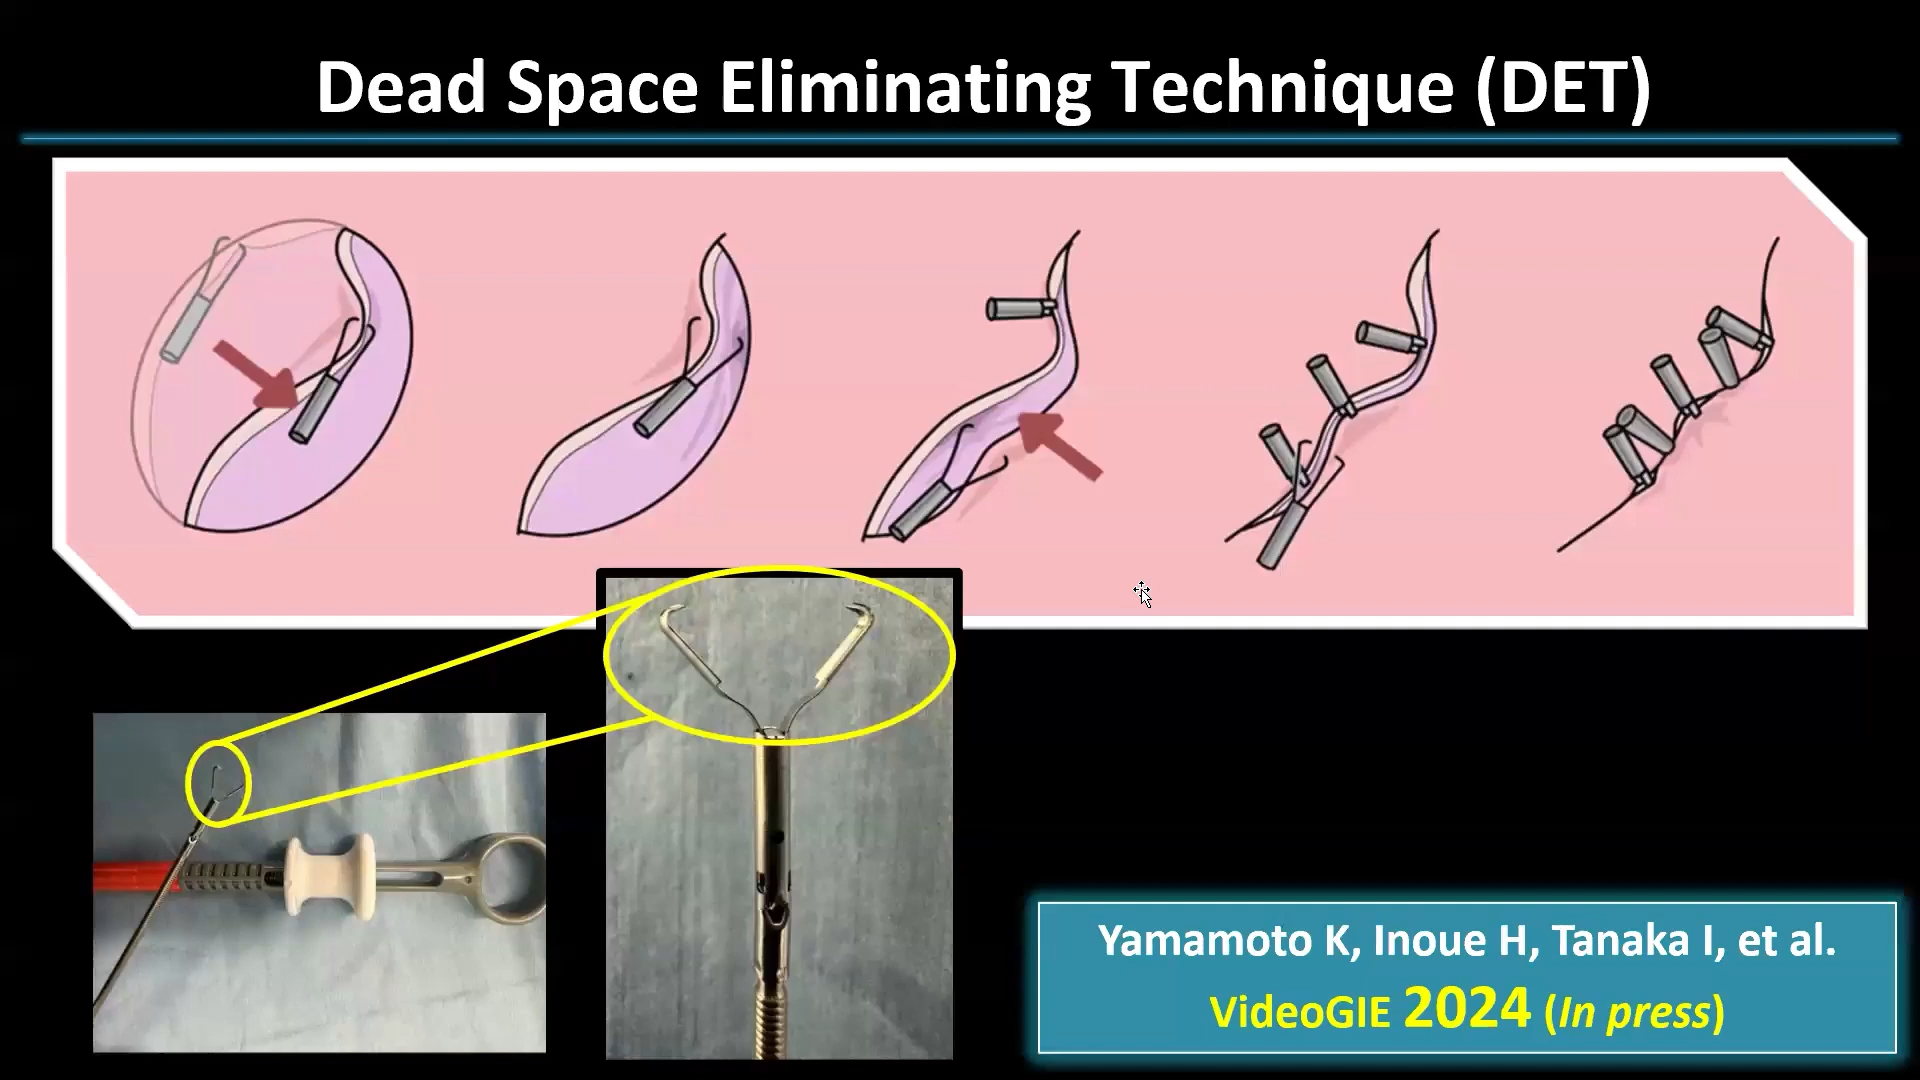 Dead Space Eliminating Technique (DET)
Yamamoto K, Inoue H, Tanaka I, et al.
VideoGIE 2024 (In press)